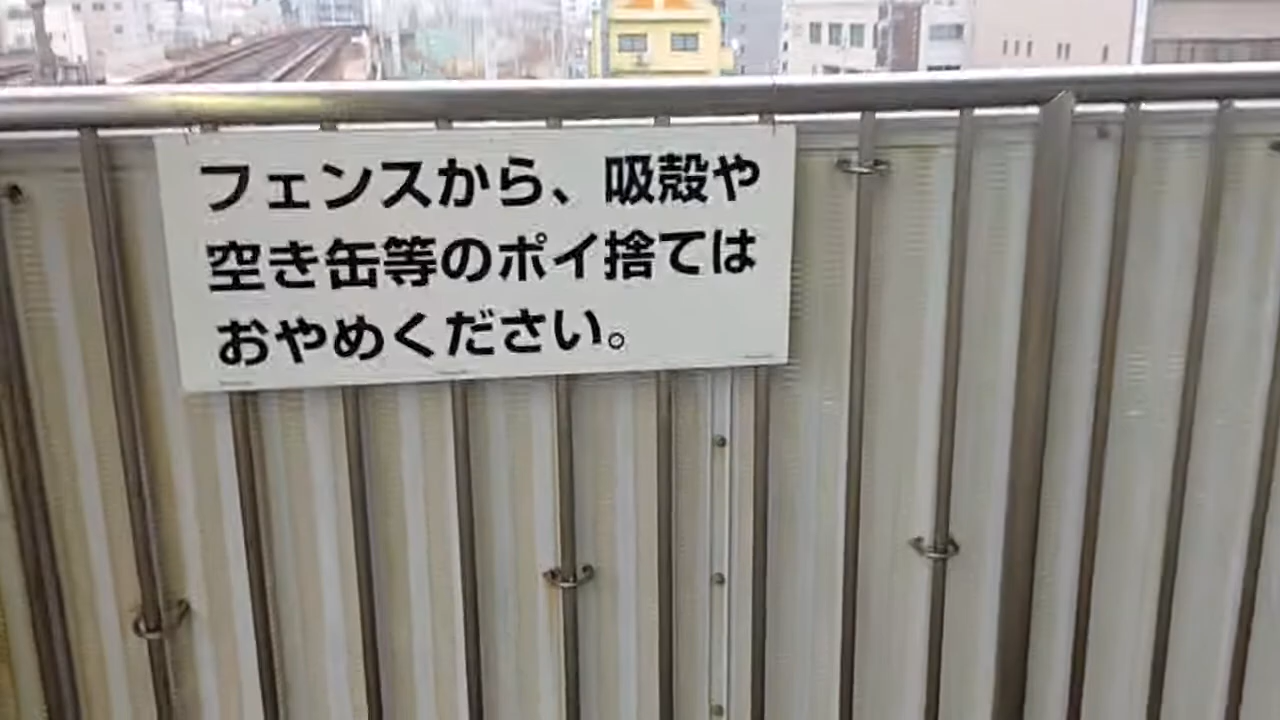 フェンスから、吸殻や
空き缶等のポイ捨ては
おやめください。